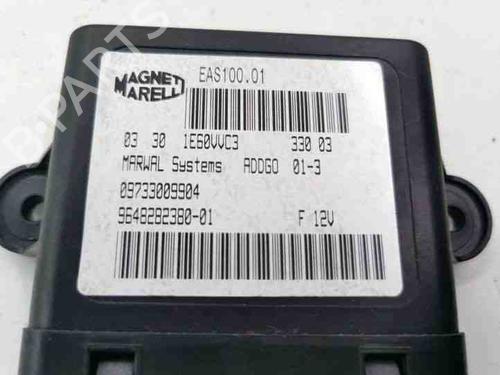 MAGNETI MARELLI
EAS100.01
03 30 1E60VVC3 330 03
MARWAL Systems ADDGO 01-3
09733009904
9648282380-01 F 12V
B-PARTS